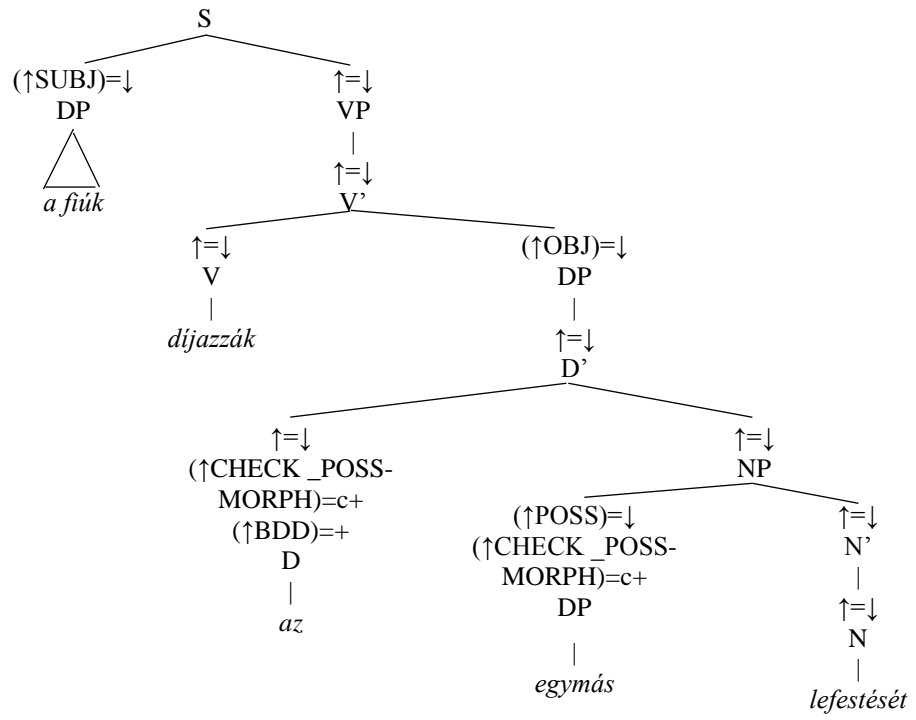 S
(↑SUBJ)=↓ ↑=↓
DP VP
|
↑=↓
a fiúk V’
↑=↓ (↑OBJ)=↓
V DP
| |
díjazzák ↑=↓
D’
↑=↓ ↑=↓
(↑CHECK _POSS- NP
MORPH)=c+
(↑BDD)=+ (↑POSS)=↓ ↑=↓
D (↑CHECK _POSS- N’
| MORPH)=c+ |
az DP ↑=↓
| N
egymás |
lefestését